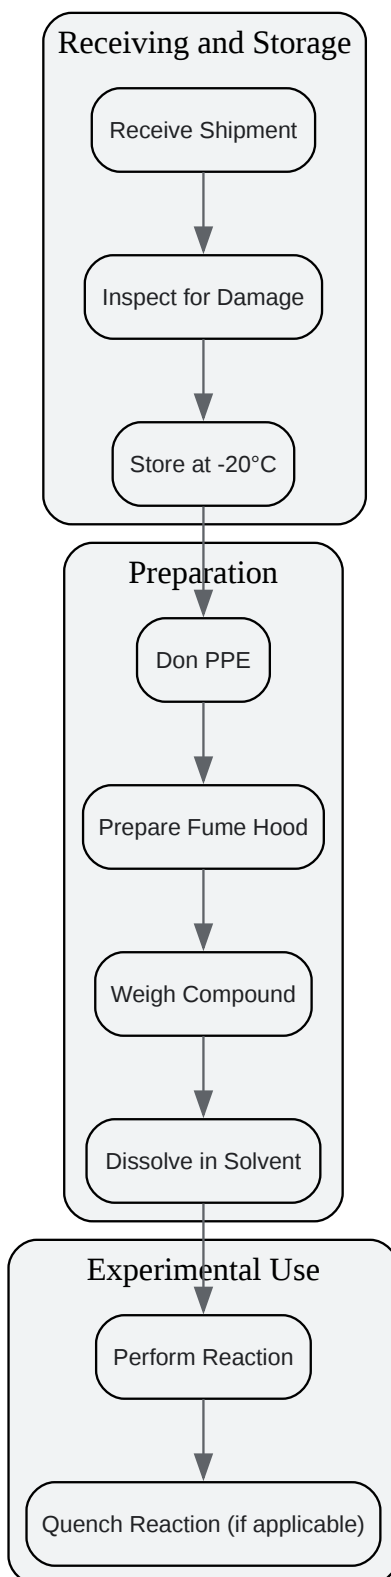 Receiving and Storage
Receive Shipment
Inspect for Damage
Store at -20°C
Preparation
Don PPE
Prepare Fume Hood
Weigh Compound
Dissolve in Solvent
Experimental Use
Perform Reaction
Quench Reaction (if applicable)